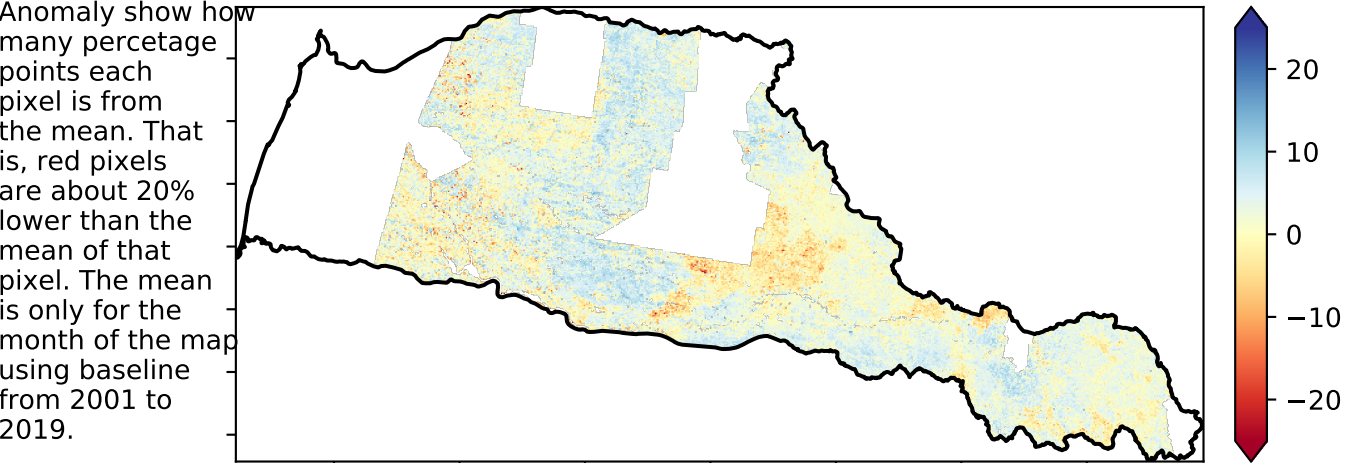 Anomaly show how
many percetage
points each
pixel is from
the mean. That
is, red pixels
are about 20%
lower than the
mean of that
pixel. The mean
is only for the
month of the map
using baseline
from 2001 to
2019.
20
10
0
−10
−20